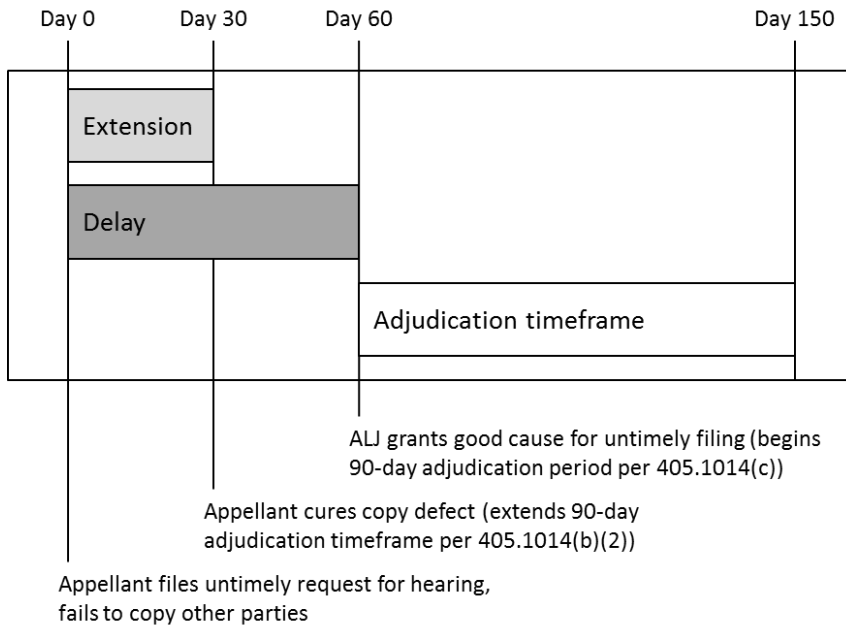 Day 0 Day 30 Day 60 Day 150
Extension
Delay
Adjudication timeframe
ALJ grants good cause for untimely filing (begins
90-day adjudication period per 405.1014(c))
Appellant cures copy defect (extends 90-day
adjudication timeframe per 405.1014(b)(2))
Appellant files untimely request for hearing,
fails to copy other parties